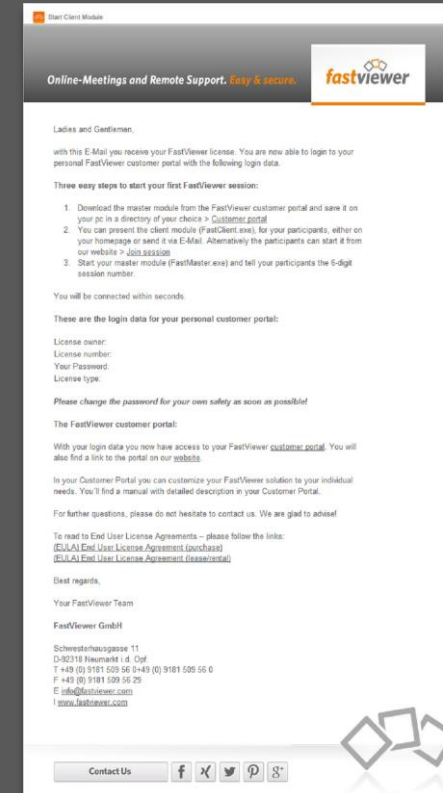 Start Client Module
Online-Meetings and Remote Support. Easy & secure.
fastviewer
Ladies and Gentlemen,
with this E-Mail you receive your FastViewer license. You are now able to login to your
personal FastViewer customer portal with the following login data.
Three easy steps to start your first FastViewer session:
1. Download the master module from the FastViewer customer portal and save it on
your pc in a directory of your choice > Customer portal
2. You can present the client module (FastClient.exe), for your participants, either on
your homepage or send it via E-Mail. Alternatively the participants can start it from
our website > Join session
3. Start your master module (FastMaster.exe) and tell your participants the 6-digit
session number.
You will be connected within seconds.
These are the login data for your personal customer portal:
License owner:
License number:
Your Password:
License type:
Please change the password for your own safety as soon as possible!
The FastViewer customer portal:
With your login data you now have access to your FastViewer customer portal. You will
also find a link to the portal on our website.
In your Customer Portal you can customize your FastViewer solution to your individual
needs. You´ll find a manual with detailed description in your Customer Portal.
For further questions, please do not hesitate to contact us. We are glad to advise!
To read to End User License Agreements – please follow the links:
(EULA) End User License Agreement (purchase)
(EULA) End User License Agreement (lease/rental)
Best regards,
Your FastViewer Team
FastViewer GmbH
Schwesterhausgasse 11
D-92318 Neumarkt i.d. Opf.
T +49 (0) 9181 509 56 0+49 (0) 9181 509 56 0
F +49 (0) 9181 509 56 29
E info@fastviewer.com
I www.fastviewer.com
Contact Us